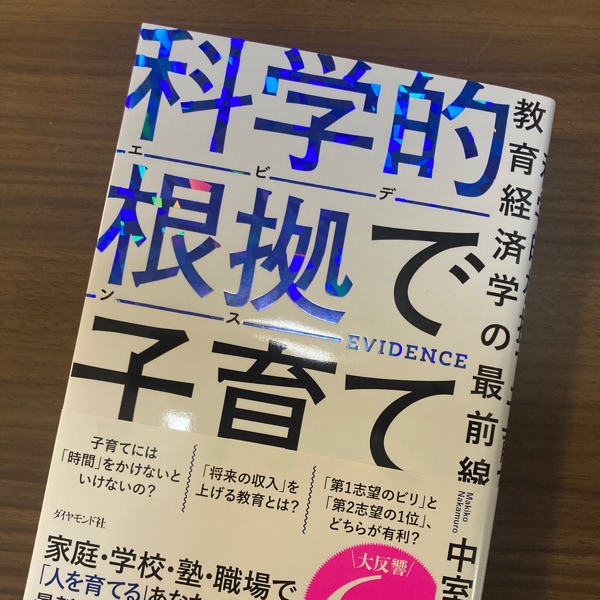 科学的
エビデ
根拠で
ンス
EVIDENCE
子育て
教育経済学の最前線
Makiko
Nakamuro
中室
子育てには
「時間」をかけないと
いけないの？
「将来の収入」を
上げる教育とは？
「第1志望のビリ」と
「第2志望の1位」、
どちらが有利？
ダイヤモンド社
大反響
家庭・学校・塾・職場で
「人を育てる」あなた